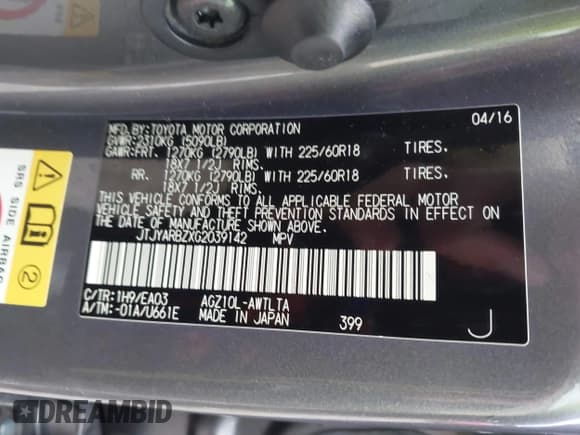 MFD.BY:TOYOTA MOTOR CORPORATION 04/16
GVWR:2310KG (5090LB)
GAWR:FRT. 1270KG (2790LB) WITH 225/60R18 TIRES.
18X7 1/2J RIMS.
RR. 1270KG (2790LB) WITH 225/60R18 TIRES.
18X7 1/2J RIMS.
THIS VEHICLE CONFORMS TO ALL APPLICABLE FEDERAL MOTOR
VEHICLE SAFETY AND THEFT PREVENTION STANDARDS IN EFFECT ON
THE DATE OF MANUFACTURE SHOWN ABOVE.
JTJYARBZXG2039142 MPV
C/TR:1H9/EA03 AGZ10L-AWTLTA
A/TM:-01A/U661E MADE IN JAPAN 399 J
SRS SIDE AIRBAG
DREAMBID